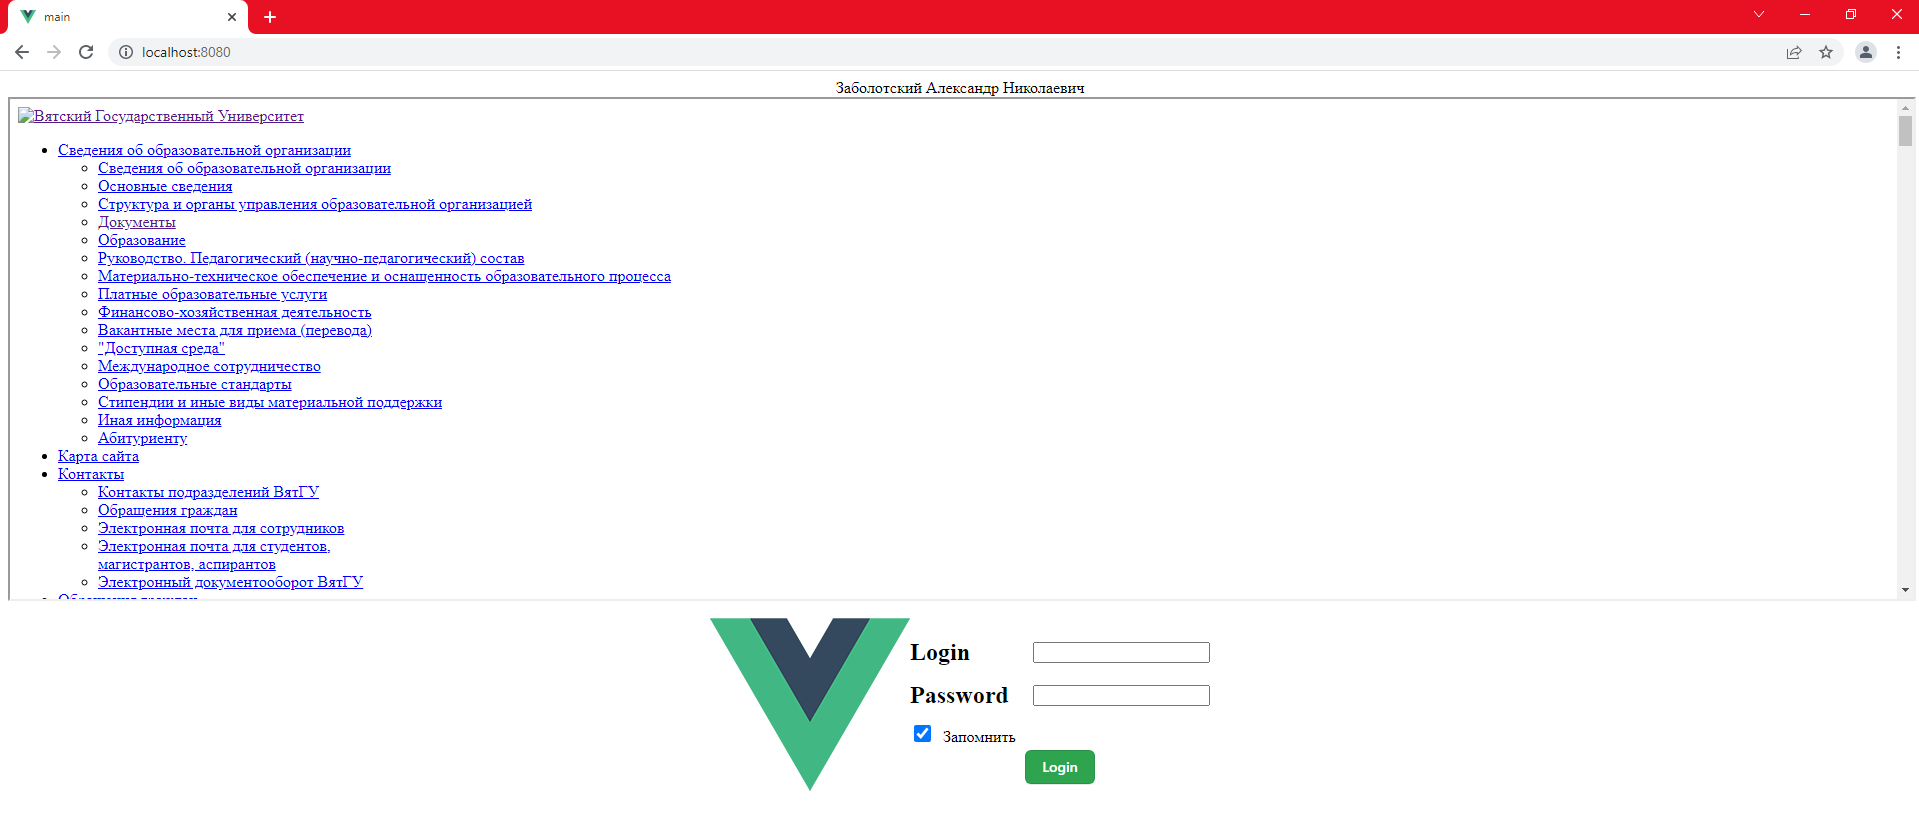 main
localhost:8080
Заболотский Александр Николаевич
Вятский Государственный Университет
Сведения об образовательной организации
Сведения об образовательной организации
Основные сведения
Структура и органы управления образовательной организацией
Документы
Образование
Руководство. Педагогический (научно-педагогический) состав
Материально-техническое обеспечение и оснащенность образовательного процесса
Платные образовательные услуги
Финансово-хозяйственная деятельность
Вакантные места для приема (перевода)
"Доступная среда"
Международное сотрудничество
Образовательные стандарты
Стипендии и иные виды материальной поддержки
Иная информация
Абитуриенту
Карта сайта
Контакты
Контакты подразделений ВятГУ
Обращения граждан
Электронная почта для сотрудников
Электронная почта для студентов,
магистрантов, аспирантов
Электронный документооборот ВятГУ
Обращения граждан
Login
Password
Запомнить
Login